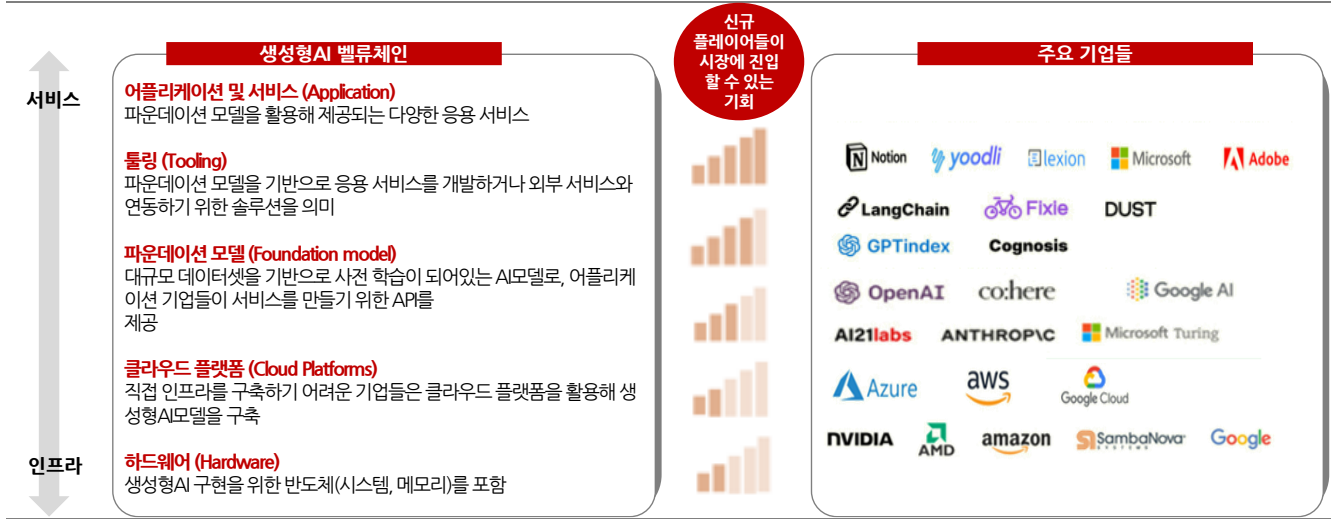 신규
플레이어들이
시장에 진입
할 수 있는
기회
생성형AI 벨류체인
주요 기업들
서비스
어플리케이션 및 서비스 (Application)
파운데이션 모델을 활용해 제공되는 다양한 응용 서비스
툴링 (Tooling)
파운데이션 모델을 기반으로 응용 서비스를 개발하거나 외부 서비스와
연동하기 위한 솔루션을 의미
파운데이션 모델 (Foundation model)
대규모 데이터셋을 기반으로 사전 학습이 되어있는 AI모델로, 어플리케
이션 기업들이 서비스를 만들기 위한 API를
제공
클라우드 플랫폼 (Cloud Platforms)
직접 인프라를 구축하기 어려운 기업들은 클라우드 플랫폼을 활용해 생
성형AI모델을 구축
인프라
하드웨어 (Hardware)
생성형AI 구현을 위한 반도체(시스템, 메모리)를 포함
Notion yoodli lexion Microsoft Adobe
LangChain Fixie DUST
GPTindex Cognosis
OpenAI co:here Google AI
AI21labs ANTHROP\C Microsoft Turing
Azure aws Google Cloud
NVIDIA AMD amazon SambaNova SYSTEMS Google